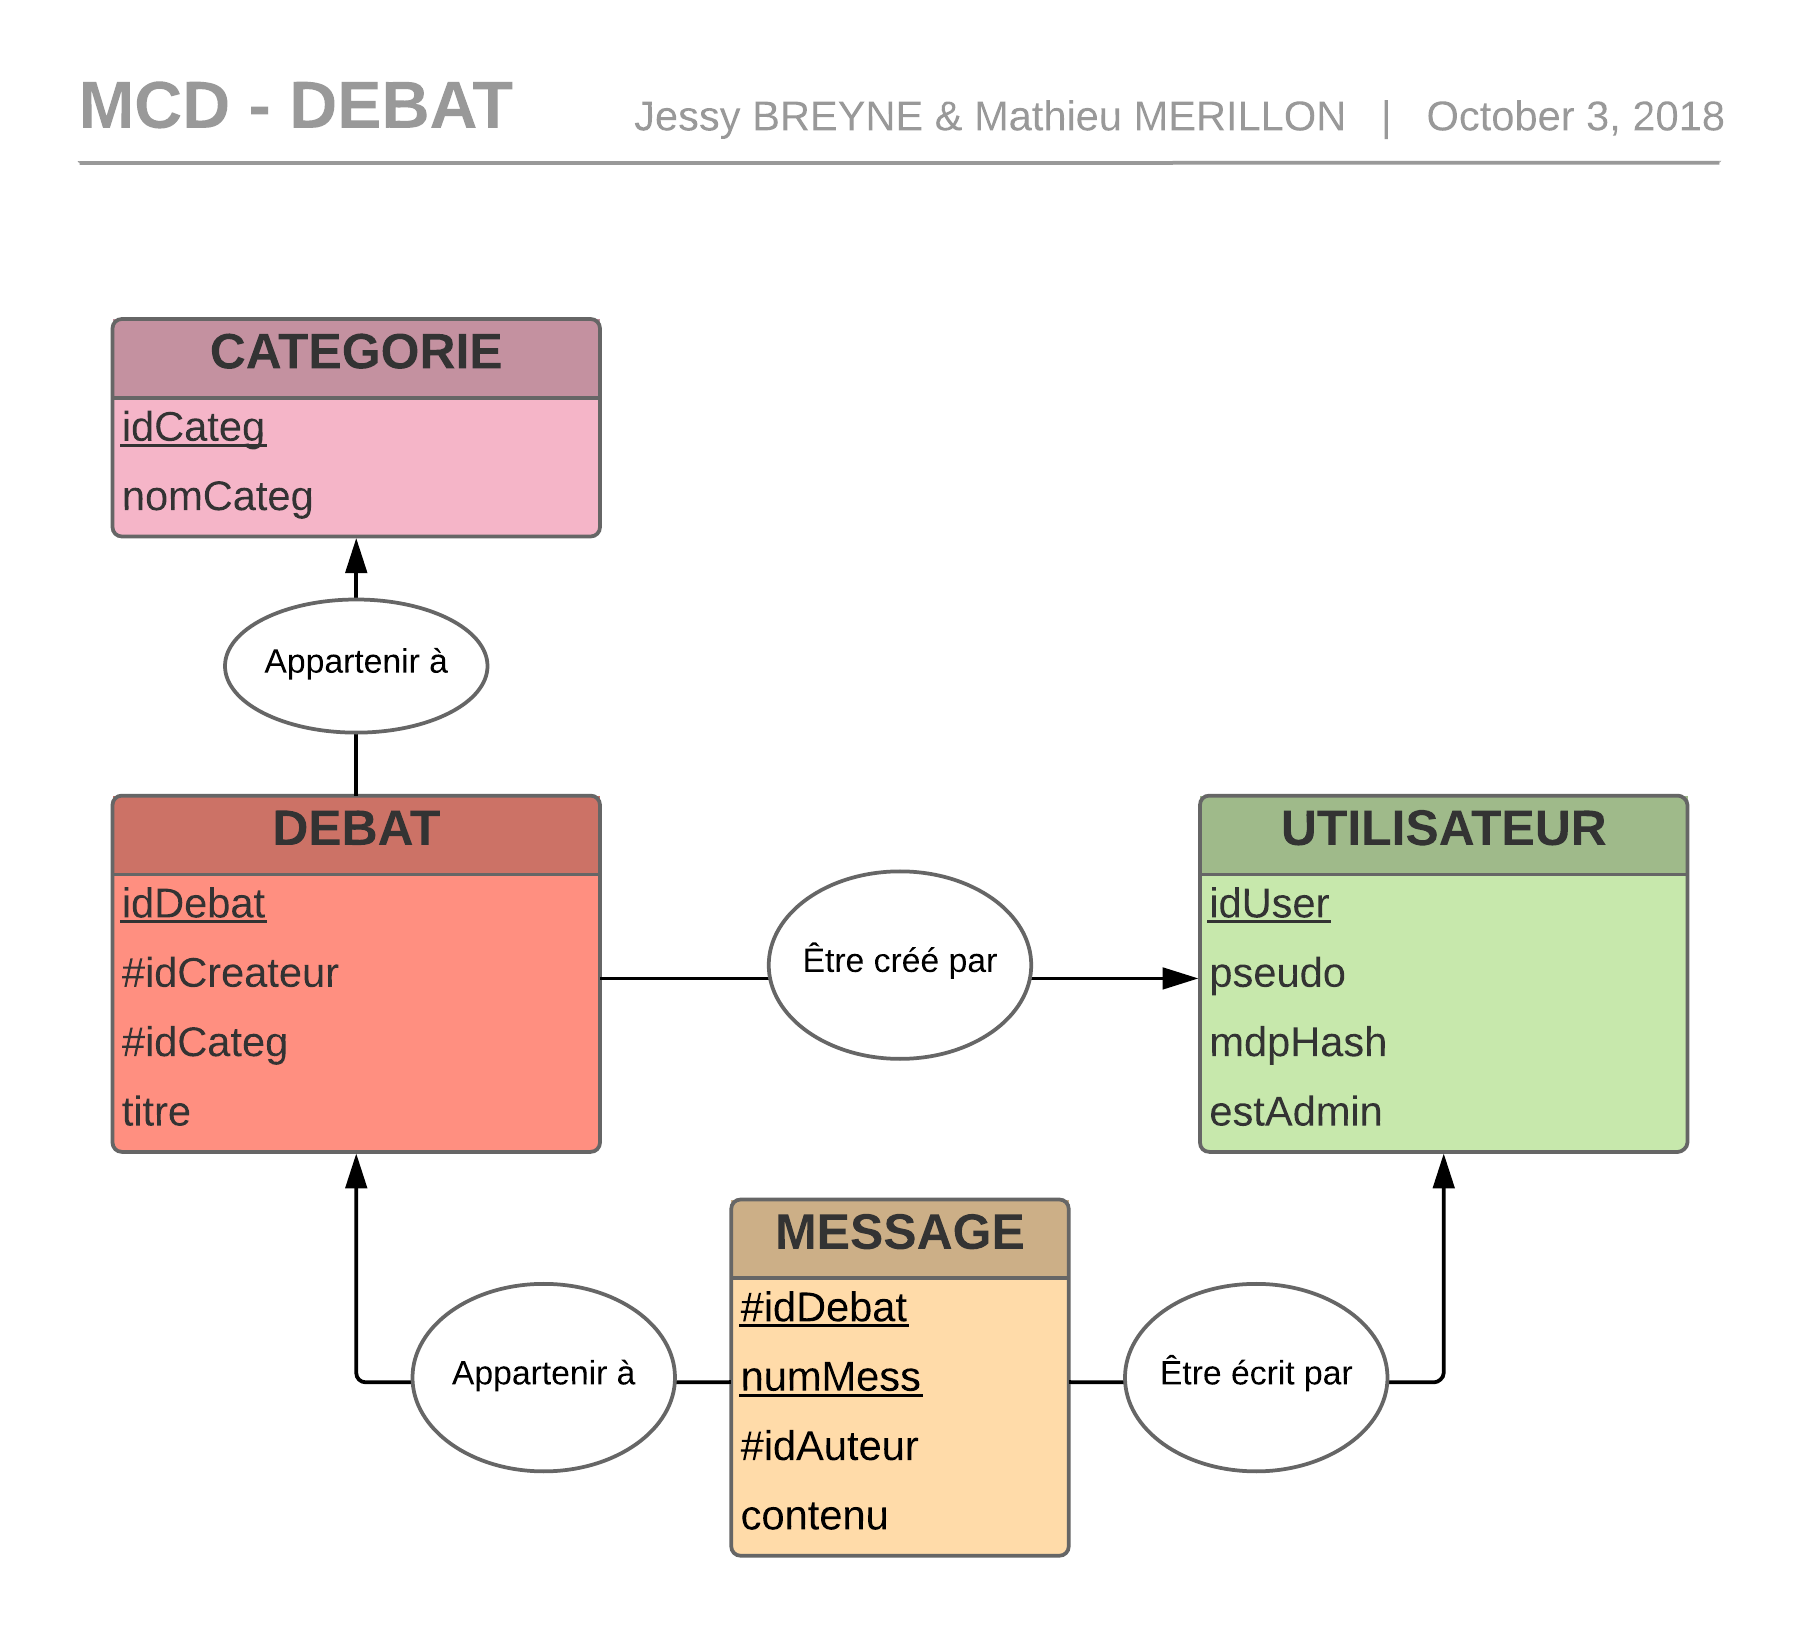 MCD - DEBAT
Jessy BREYNE & Mathieu MERILLON | October 3, 2018
CATEGORIE
idCateg
nomCateg
Appartenir à
DEBAT
idDebat
#idCreateur
#idCateg
titre
Être créé par
UTILISATEUR
idUser
pseudo
mdpHash
estAdmin
Appartenir à
MESSAGE
#idDebat
numMess
#idAuteur
contenu
Être écrit par